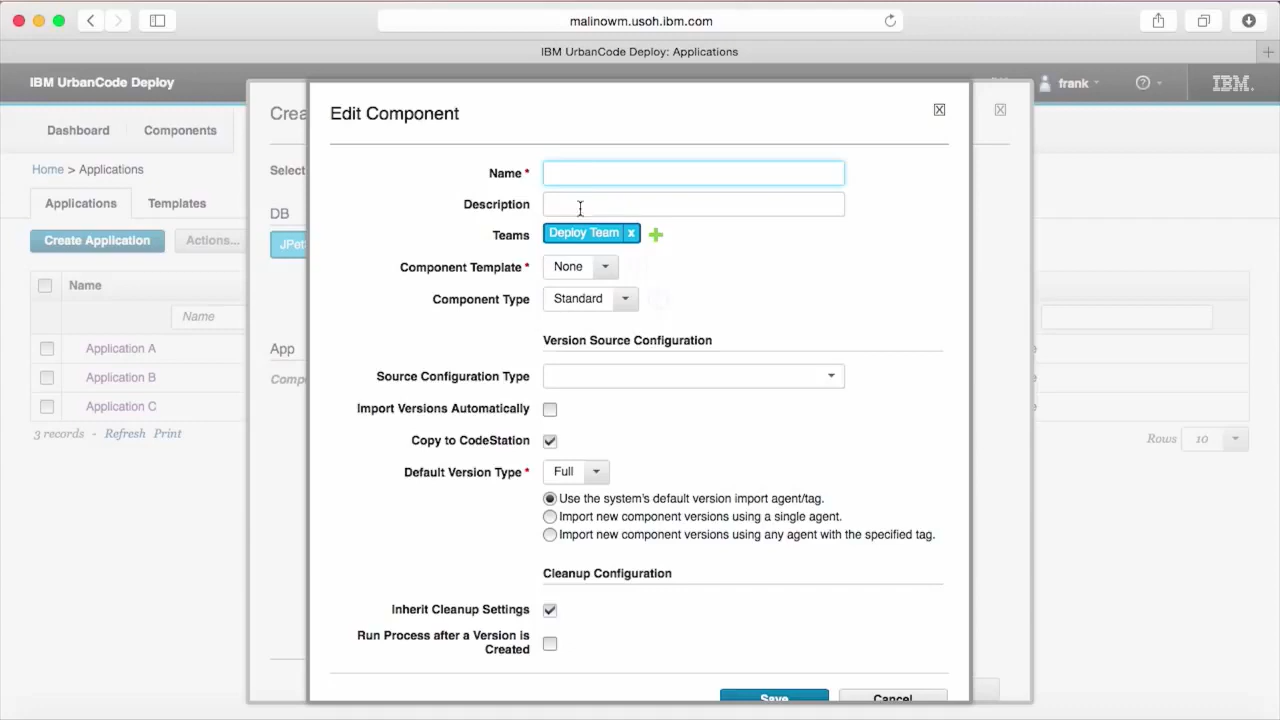 malinowm.usoh.ibm.com
IBM UrbanCode Deploy: Applications
IBM UrbanCode Deploy
frank
IBM
Dashboard
Components
Home > Applications
Applications
Templates
Create Application
Actions...
Name
Name
Application A
Application B
Application C
3 records - Refresh Print
Rows 10
Selec
DB
App
Edit Component
Name *
Description
Teams Deploy Team x
Component Template * None
Component Type Standard
Version Source Configuration
Source Configuration Type
Import Versions Automatically
Copy to CodeStation
Default Version Type * Full
Use the system's default version import agent/tag.
Import new component versions using a single agent.
Import new component versions using any agent with the specified tag.
Cleanup Configuration
Inherit Cleanup Settings
Run Process after a Version is
Created
Save
Cancel